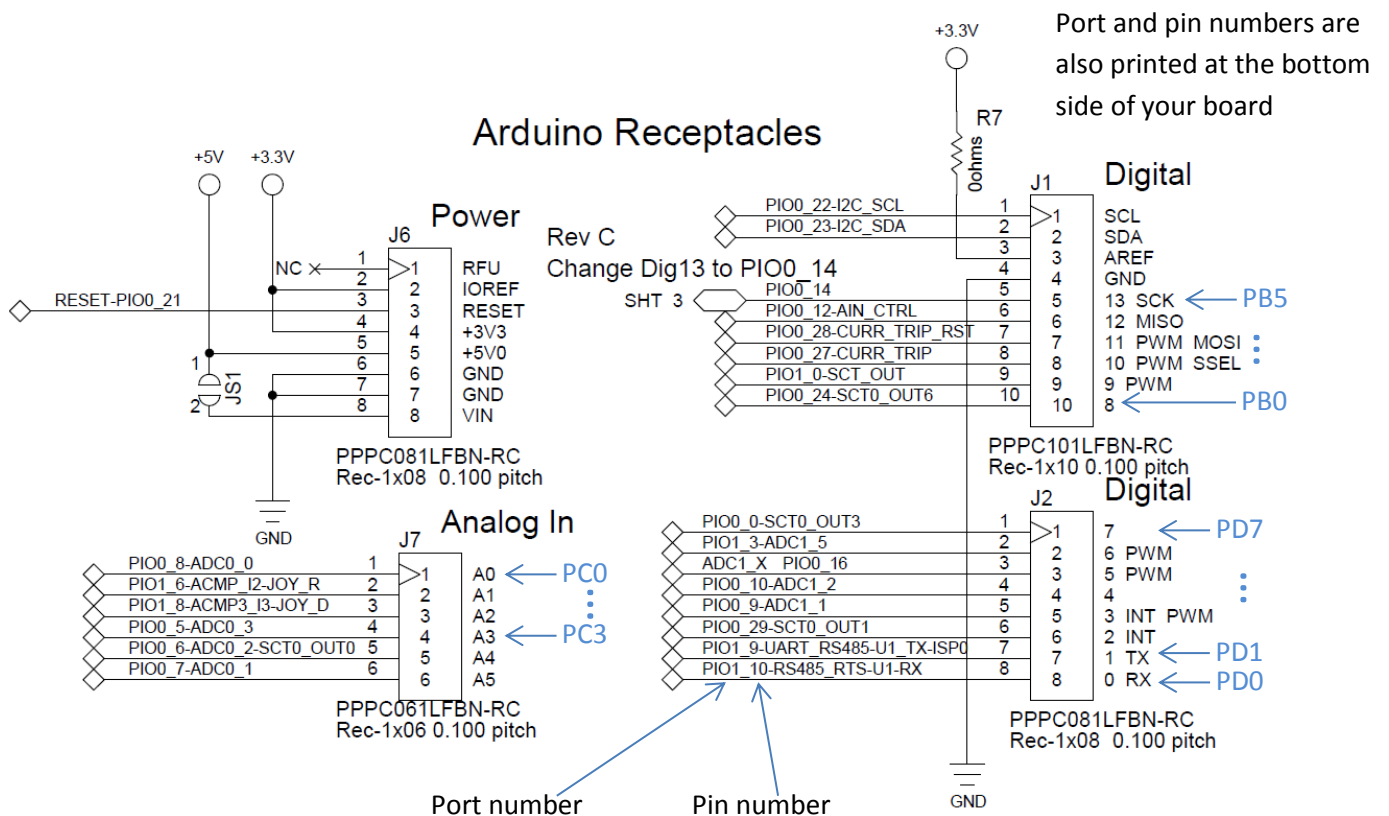 Port and pin numbers are
also printed at the bottom
side of your board
Arduino Receptacles
+5V
+3.3V
Power
J6
NC
1
2
3
4
5
6
7
8
RESET-PIO0_21
1
2
3
4
5
6
7
8
RFU
IOREF
RESET
+3V3
+5V0
GND
GND
VIN
1
2
JS1
PPPC081LFBN-RC
Rec-1x08 0.100 pitch
GND
+3.3V
R7
0ohms
Digital
J1
Rev C
Change Dig13 to PIO0_14
SHT 3
PIO0_22-I2C_SCL 1 1 SCL
PIO0_23-I2C_SDA 2 2 SDA
3 3 AREF
4 4 GND
PIO0_14 5 5 13 SCK PB5
PIO0_12-AIN_CTRL 6 6 12 MISO
PIO0_28-CURR_TRIP_RST 7 7 11 PWM MOSI
PIO0_27-CURR_TRIP 8 8 10 PWM SSEL
PIO1_0-SCT_OUT 9 9 9 PWM
PIO0_24-SCT0_OUT6 10 10 8 PB0
PPPC101LFBN-RC
Rec-1x10 0.100 pitch
Analog In
J7
PIO0_8-ADC0_0 1 1 A0 PC0
PIO1_6-ACMP_I2-JOY_R 2 2 A1
PIO1_8-ACMP3_I3-JOY_D 3 3 A2
PIO0_5-ADC0_3 4 4 A3 PC3
PIO0_6-ADC0_2-SCT0_OUT0 5 5 A4
PIO0_7-ADC0_1 6 6 A5
PPPC061LFBN-RC
Rec-1x06 0.100 pitch
Digital
J2
PIO0_0-SCT0_OUT3 1 1 7 PD7
PIO1_3-ADC1_5 2 2 6 PWM
ADC1_X PIO0_16 3 3 5 PWM
PIO0_10-ADC1_2 4 4 4
PIO0_9-ADC1_1 5 5 3 INT PWM
PIO0_29-SCT0_OUT1 6 6 2 INT
PIO1_9-UART_RS485-U1_TX-ISP0 7 7 1 TX PD1
PIO1_10-RS485_RTS-U1-RX 8 8 0 RX PD0
PPPC081LFBN-RC
Rec-1x08 0.100 pitch
GND
Port number
Pin number